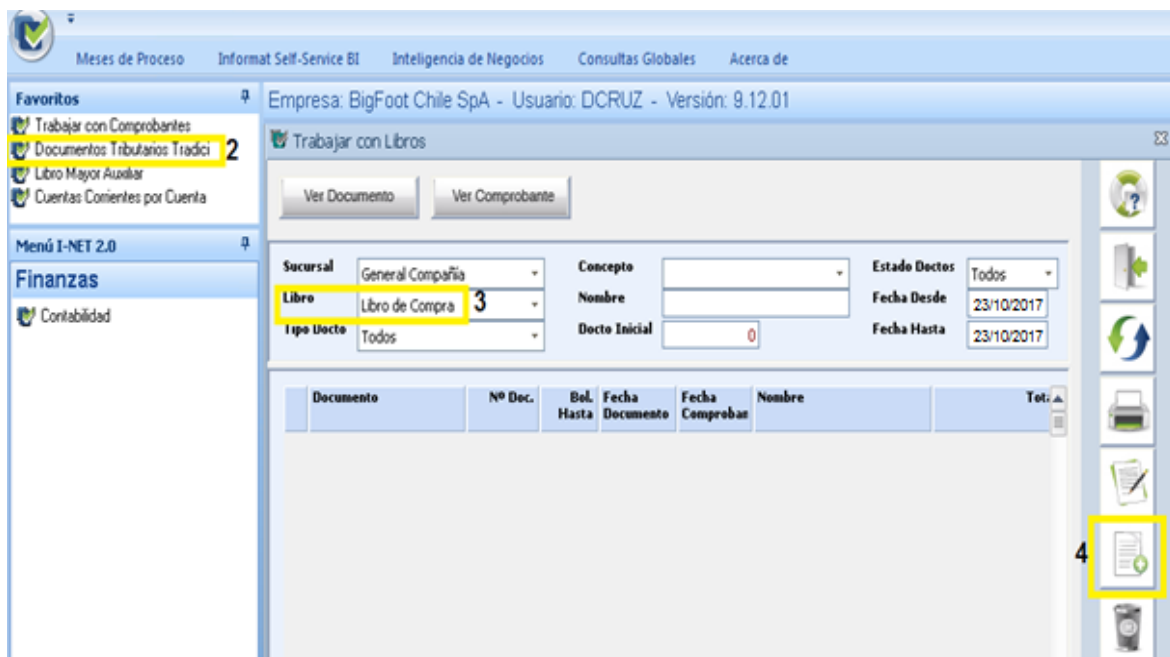 Meses de Proceso Informat Self-Service BI Inteligencia de Negocios Consultas Globales Acerca de
Favoritos
Trabajar con Comprobantes
Documentos Tributarios Tradici 2
Libro Mayor Auxiliar
Cuentas Corrientes por Cuenta
Menú I-NET 2.0
Finanzas
Contabilidad
Empresa: BigFoot Chile SpA - Usuario: DCRUZ - Versión: 9.12.01
Trabajar con Libros
Ver Documento Ver Comprobante
Sucursal General Compañía Concepto Estado Doctos Todos
Libro Libro de Compra 3 Nombre Fecha Desde 23/10/2017
Tipo Docto Todos Docto Inicial 0 Fecha Hasta 23/10/2017
Documento Nº Doc. Bol. Fecha Fecha Nombre Tota
Hasta Documento Comproban
4